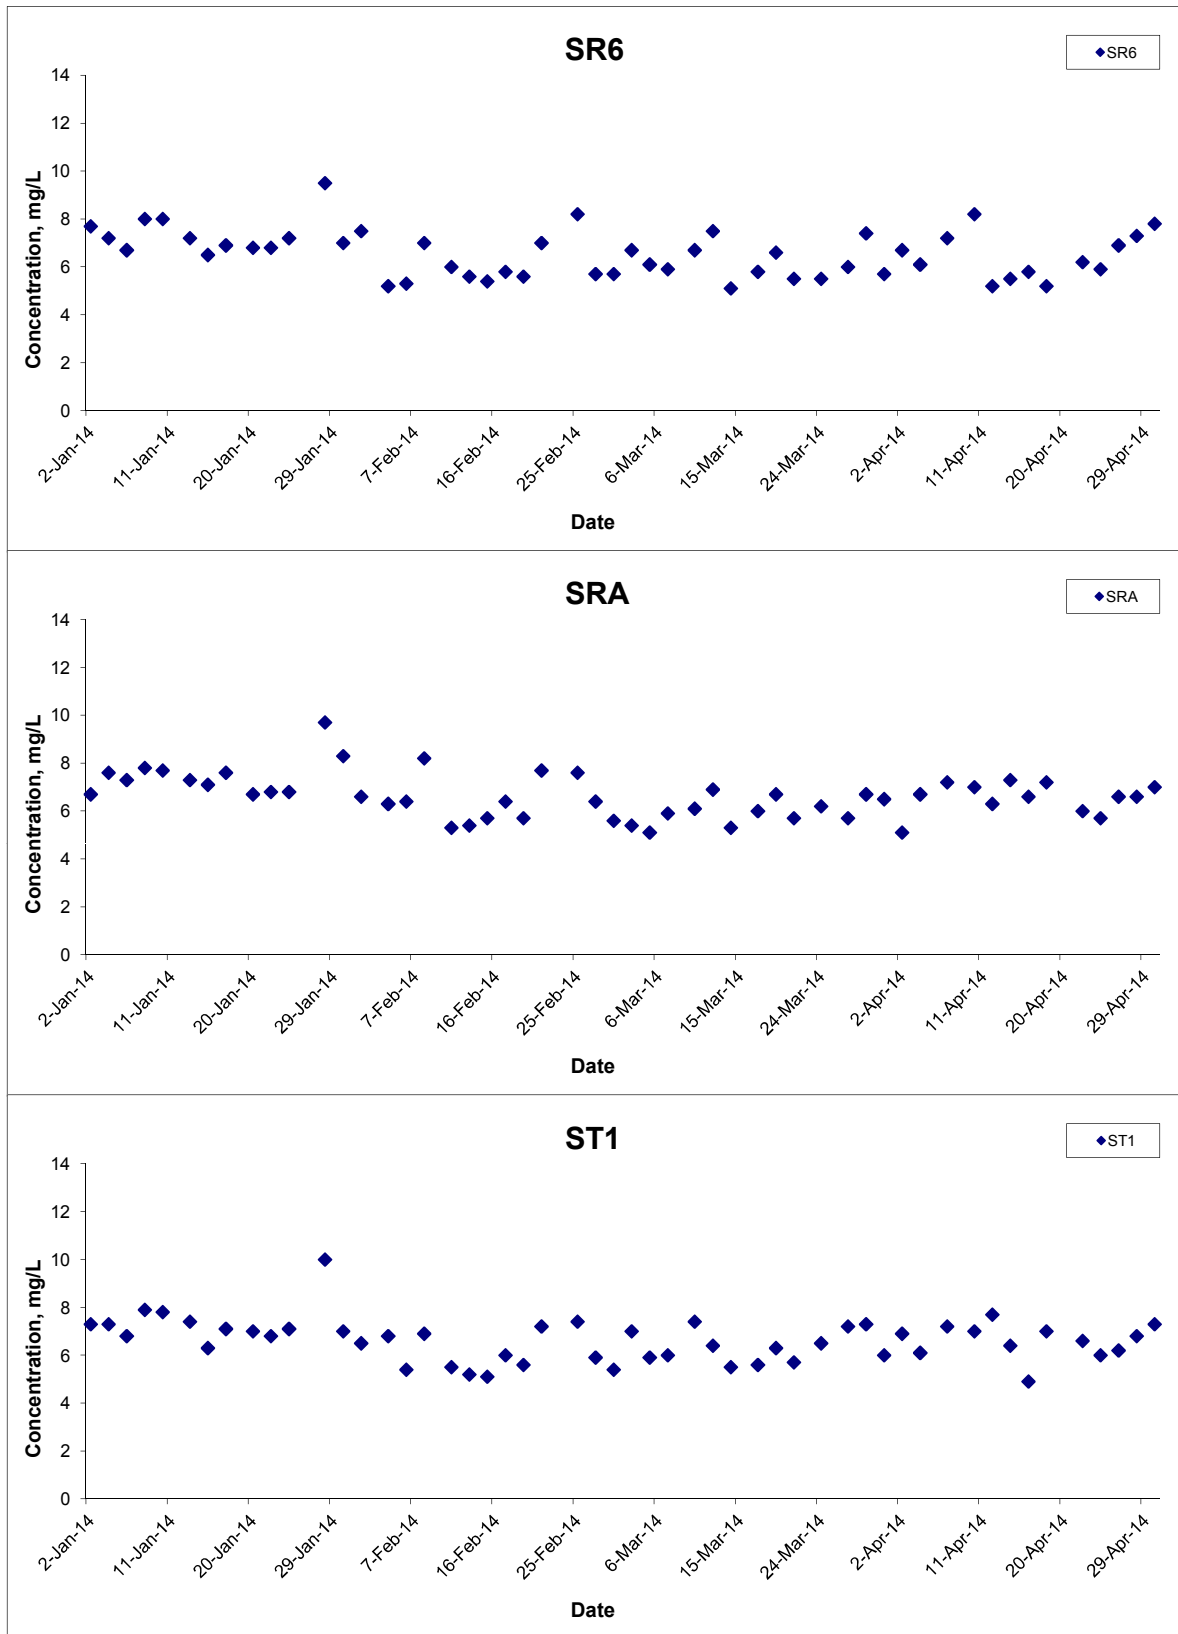 SR6
SR6
14
12
10
8
6
4
2
0
Concentration, mg/L
2-Jan-14
11-Jan-14
20-Jan-14
29-Jan-14
7-Feb-14
16-Feb-14
25-Feb-14
6-Mar-14
15-Mar-14
24-Mar-14
2-Apr-14
11-Apr-14
20-Apr-14
29-Apr-14
Date
SRA
SRA
14
12
10
8
6
4
2
0
Concentration, mg/L
2-Jan-14
11-Jan-14
20-Jan-14
29-Jan-14
7-Feb-14
16-Feb-14
25-Feb-14
6-Mar-14
15-Mar-14
24-Mar-14
2-Apr-14
11-Apr-14
20-Apr-14
29-Apr-14
Date
ST1
ST1
14
12
10
8
6
4
2
0
Concentration, mg/L
2-Jan-14
11-Jan-14
20-Jan-14
29-Jan-14
7-Feb-14
16-Feb-14
25-Feb-14
6-Mar-14
15-Mar-14
24-Mar-14
2-Apr-14
11-Apr-14
20-Apr-14
29-Apr-14
Date